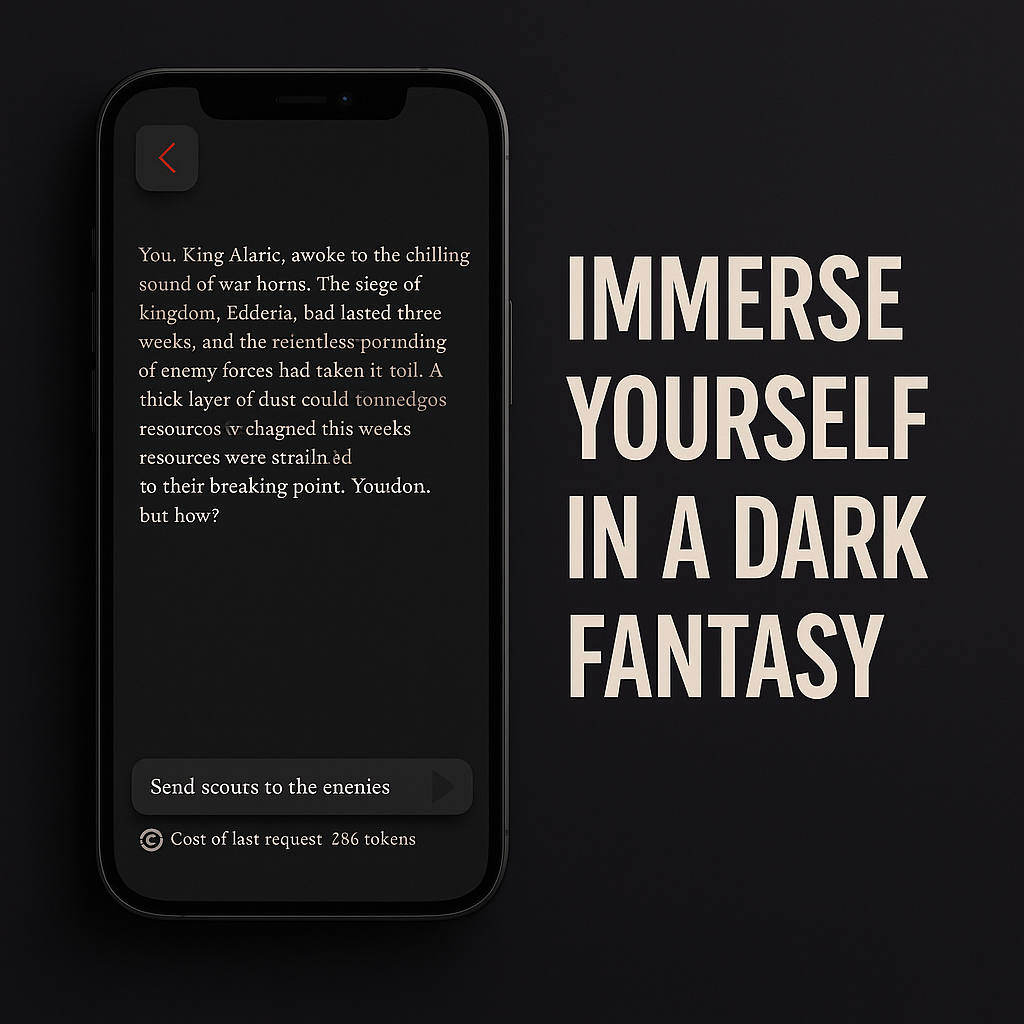 You. King Alaric, awoke to the chilling
sound of war horns. The siege of
kingdom, Edderia, bad lasted three
weeks, and the reientless porınding
of enemy forces had taken it toil. A
thick layer of dust could tonnedgos
resourcos v chagned this weeks
resources were strailn ed
to their breaking point. Youıdon.
but how?
Send scouts to the enenies
Cost of last request 286 tokens
IMMERSE
YOURSELF
IN A DARK
FANTASY